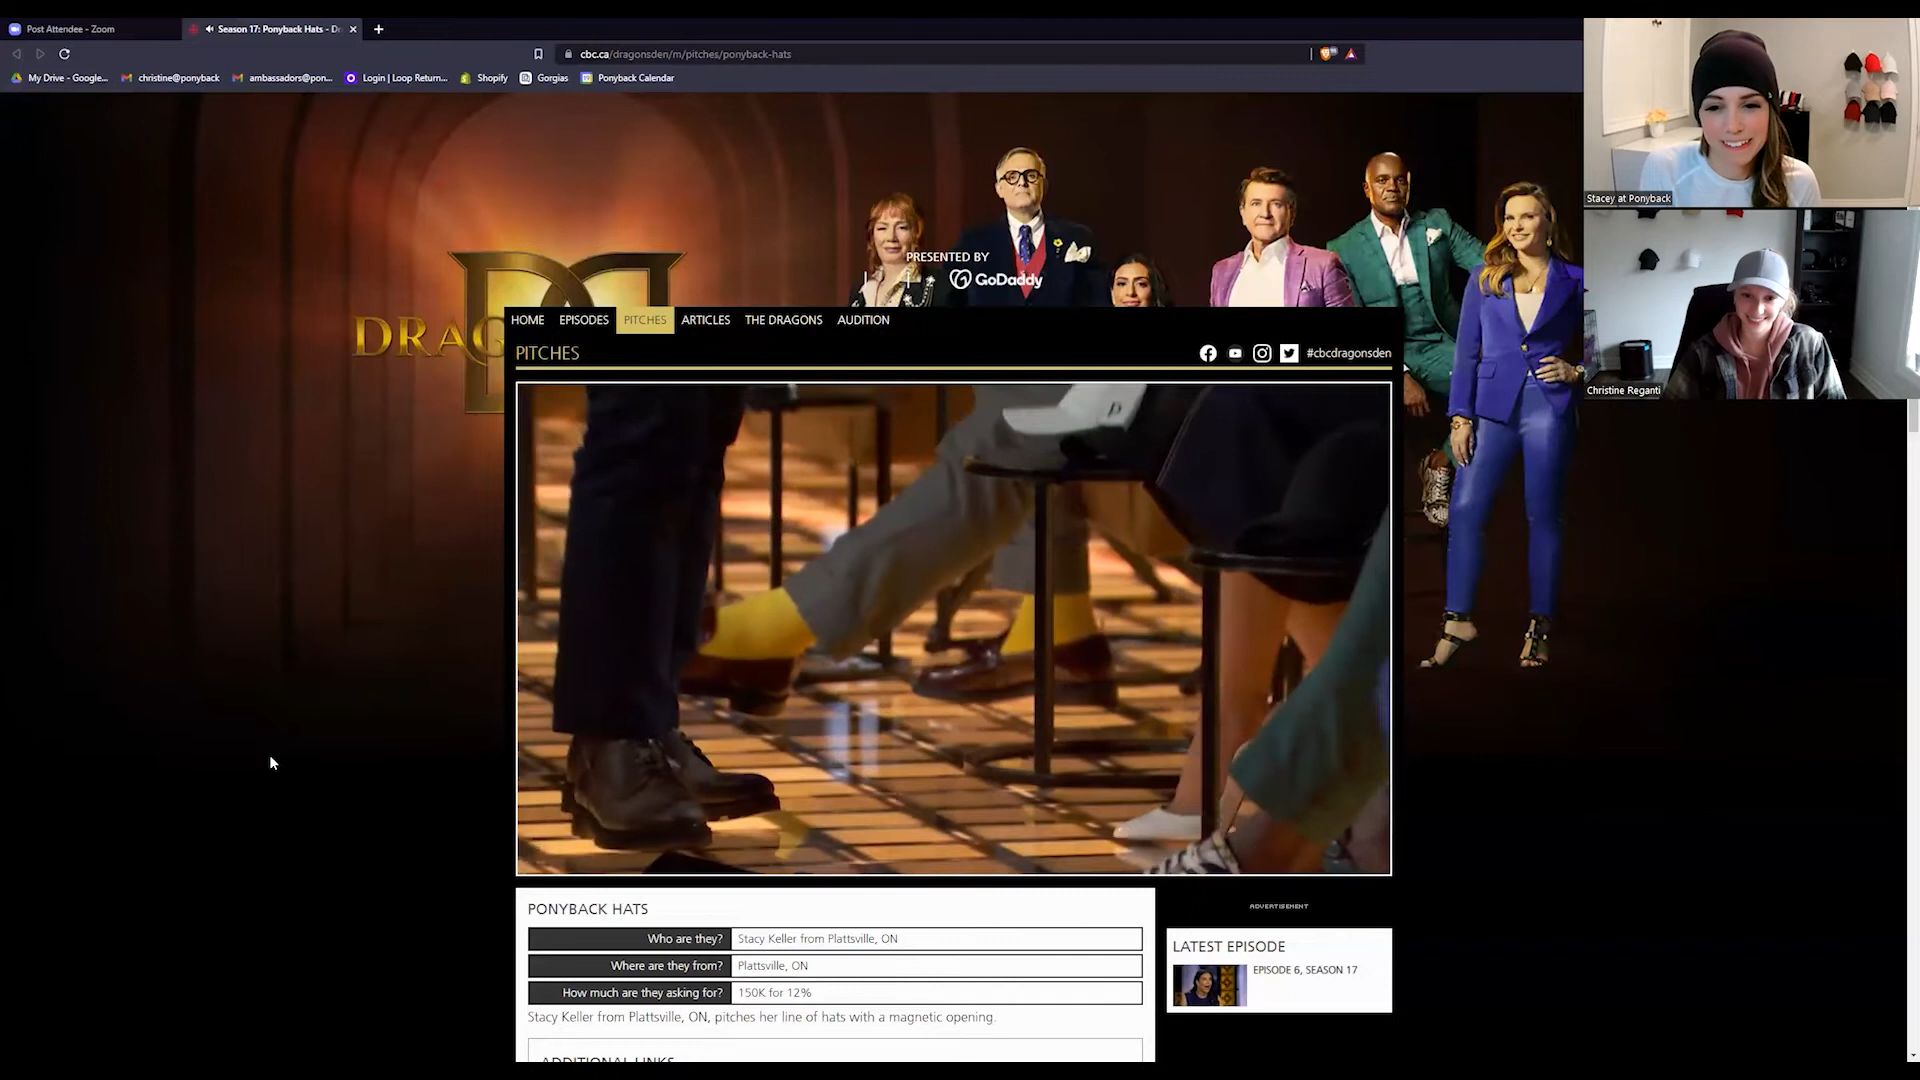 Post Attendee - Zoom
Season 17: Ponyback Hats - D
cbc.ca/dragonsden/m/pitches/ponyback-hats
My Drive - Google...
christine@ponyback
ambassadors@pon...
Login | Loop Return...
Shopify
Gorgias
Ponyback Calendar
Stacey at Ponyback
PRESENTED BY
GoDaddy
DRAG
HOME
EPISODES
PITCHES
ARTICLES
THE DRAGONS
AUDITION
PITCHES
#cbcdragonsden
Christine Reganti
PONYBACK HATS
Who are they? Stacy Keller from Plattsville, ON
Where are they from? Plattsville, ON
How much are they asking for? 150K for 12%
Stacy Keller from Plattsville, ON, pitches her line of hats with a magnetic opening.
ADDITIONAL LINKS
ADVERTISEMENT
LATEST EPISODE
EPISODE 6, SEASON 17